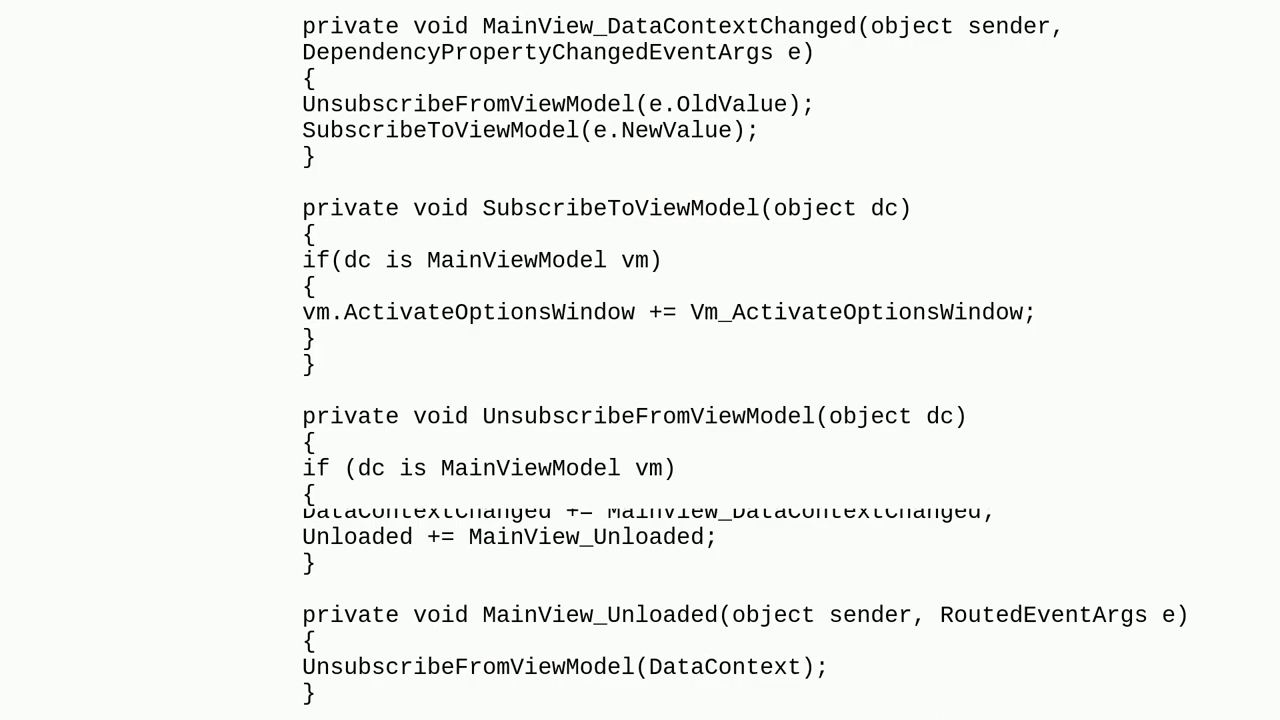 private void MainView_DataContextChanged(object sender,
DependencyPropertyChangedEventArgs e)
{
UnsubscribeFromViewModel(e.OldValue);
SubscribeToViewModel(e.NewValue);
}

private void SubscribeToViewModel(object dc)
{
if(dc is MainViewModel vm)
{
vm.ActivateOptionsWindow += Vm_ActivateOptionsWindow;
}
}

private void UnsubscribeFromViewModel(object dc)
{
if (dc is MainViewModel vm)
{
DataContextChanged += MainView_DataContextChanged;
Unloaded += MainView_Unloaded;
}

private void MainView_Unloaded(object sender, RoutedEventArgs e)
{
UnsubscribeFromViewModel(DataContext);
}